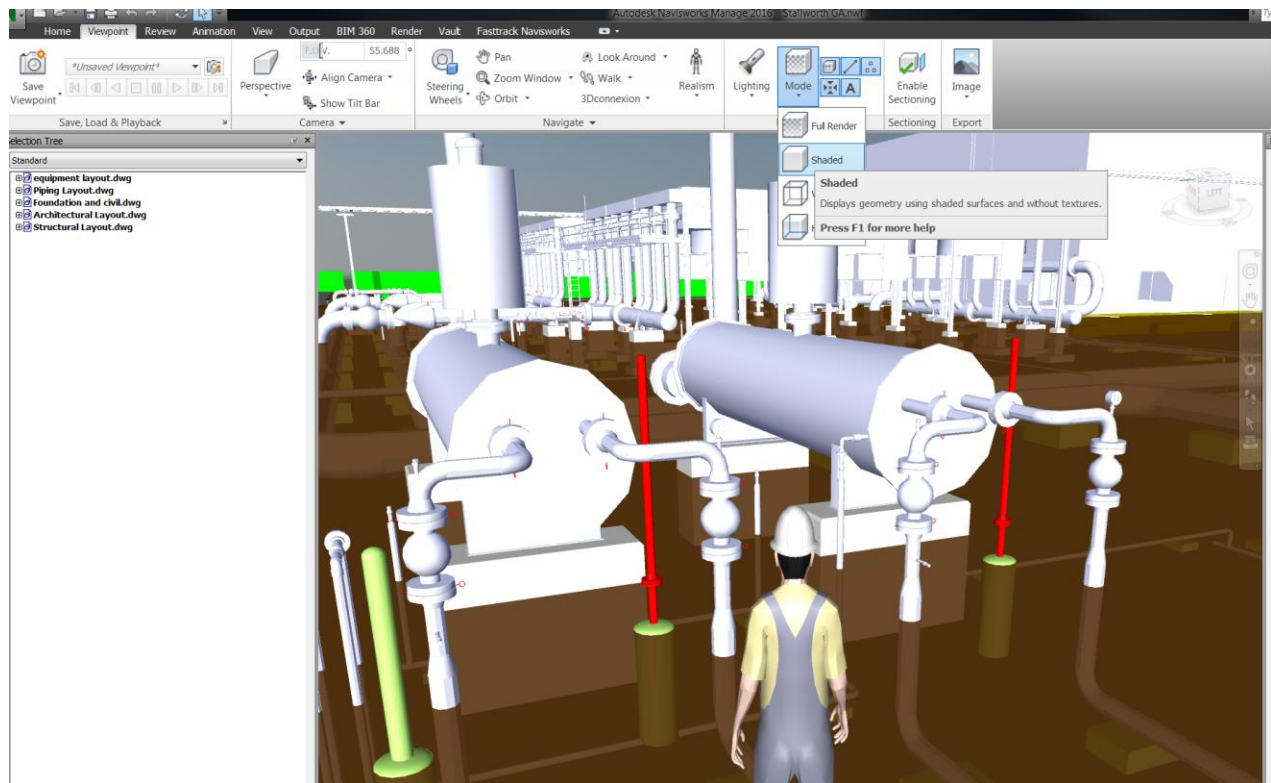 Autodesk Navisworks Manage 2016 Stallworth GA.nwf
Home Viewpoint Review Animation View Output BIM 360 Render Vault Fasttrack Navisworks
*Unsaved Viewpoint*
Save Viewpoint
Save, Load & Playback
Perspective
F.O.V. 55.688 °
Align Camera
Show Tilt Bar
Camera
Steering Wheels
Pan
Zoom Window
Orbit
Look Around
Walk
3Dconnexion
Realism
Navigate
Lighting
Mode
A
Enable Sectioning
Sectioning
Image
Export
Full Render
Shaded
Shaded
Displays geometry using shaded surfaces and without textures.
Press F1 for more help
Selection Tree
Standard
equipment layout.dwg
Piping Layout.dwg
Foundation and civil.dwg
Architectural Layout.dwg
Structural Layout.dwg
LEFT